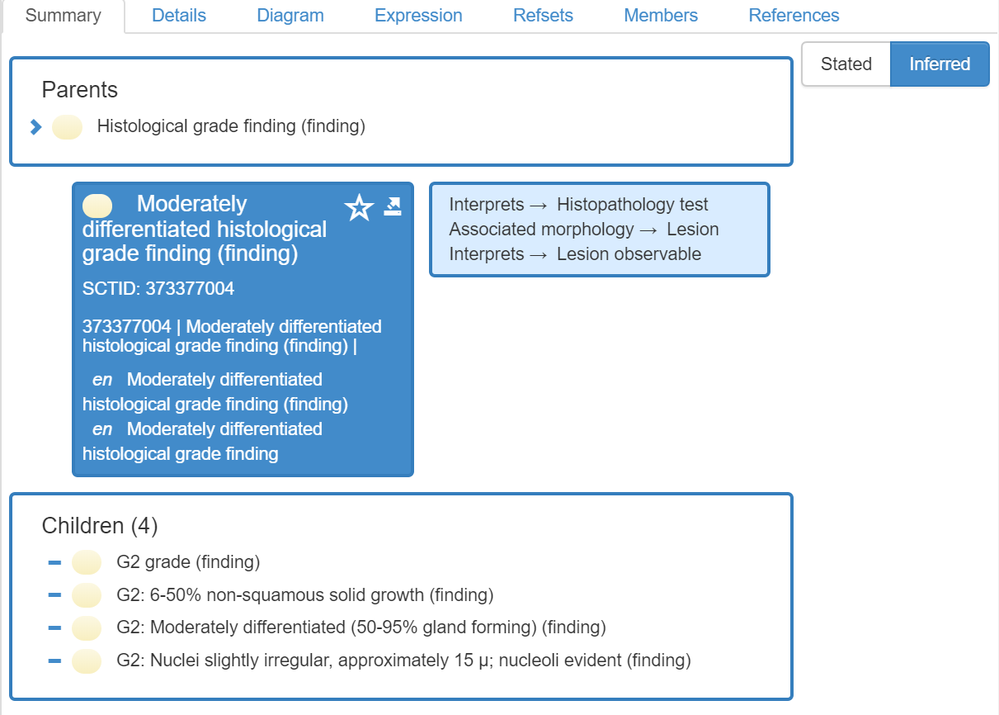 Summary Details Diagram Expression Refsets Members References
Stated Inferred
Parents
Histological grade finding (finding)
Moderately
differentiated histological
grade finding (finding)
SCTID: 373377004
373377004 | Moderately differentiated
histological grade finding (finding) |
en Moderately differentiated
histological grade finding (finding)
en Moderately differentiated
histological grade finding
Interprets → Histopathology test
Associated morphology → Lesion
Interprets → Lesion observable
Children (4)
G2 grade (finding)
G2: 6-50% non-squamous solid growth (finding)
G2: Moderately differentiated (50-95% gland forming) (finding)
G2: Nuclei slightly irregular, approximately 15 µ; nucleoli evident (finding)